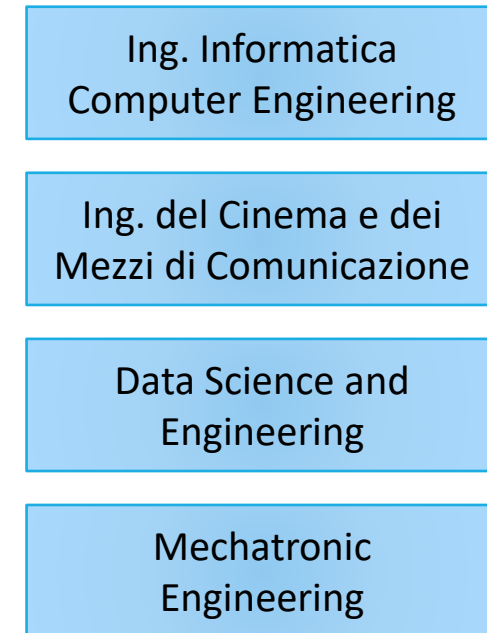 Ing. Informatica
Computer Engineering
Ing. del Cinema e dei
Mezzi di Comunicazione
Data Science and
Engineering
Mechatronic
Engineering